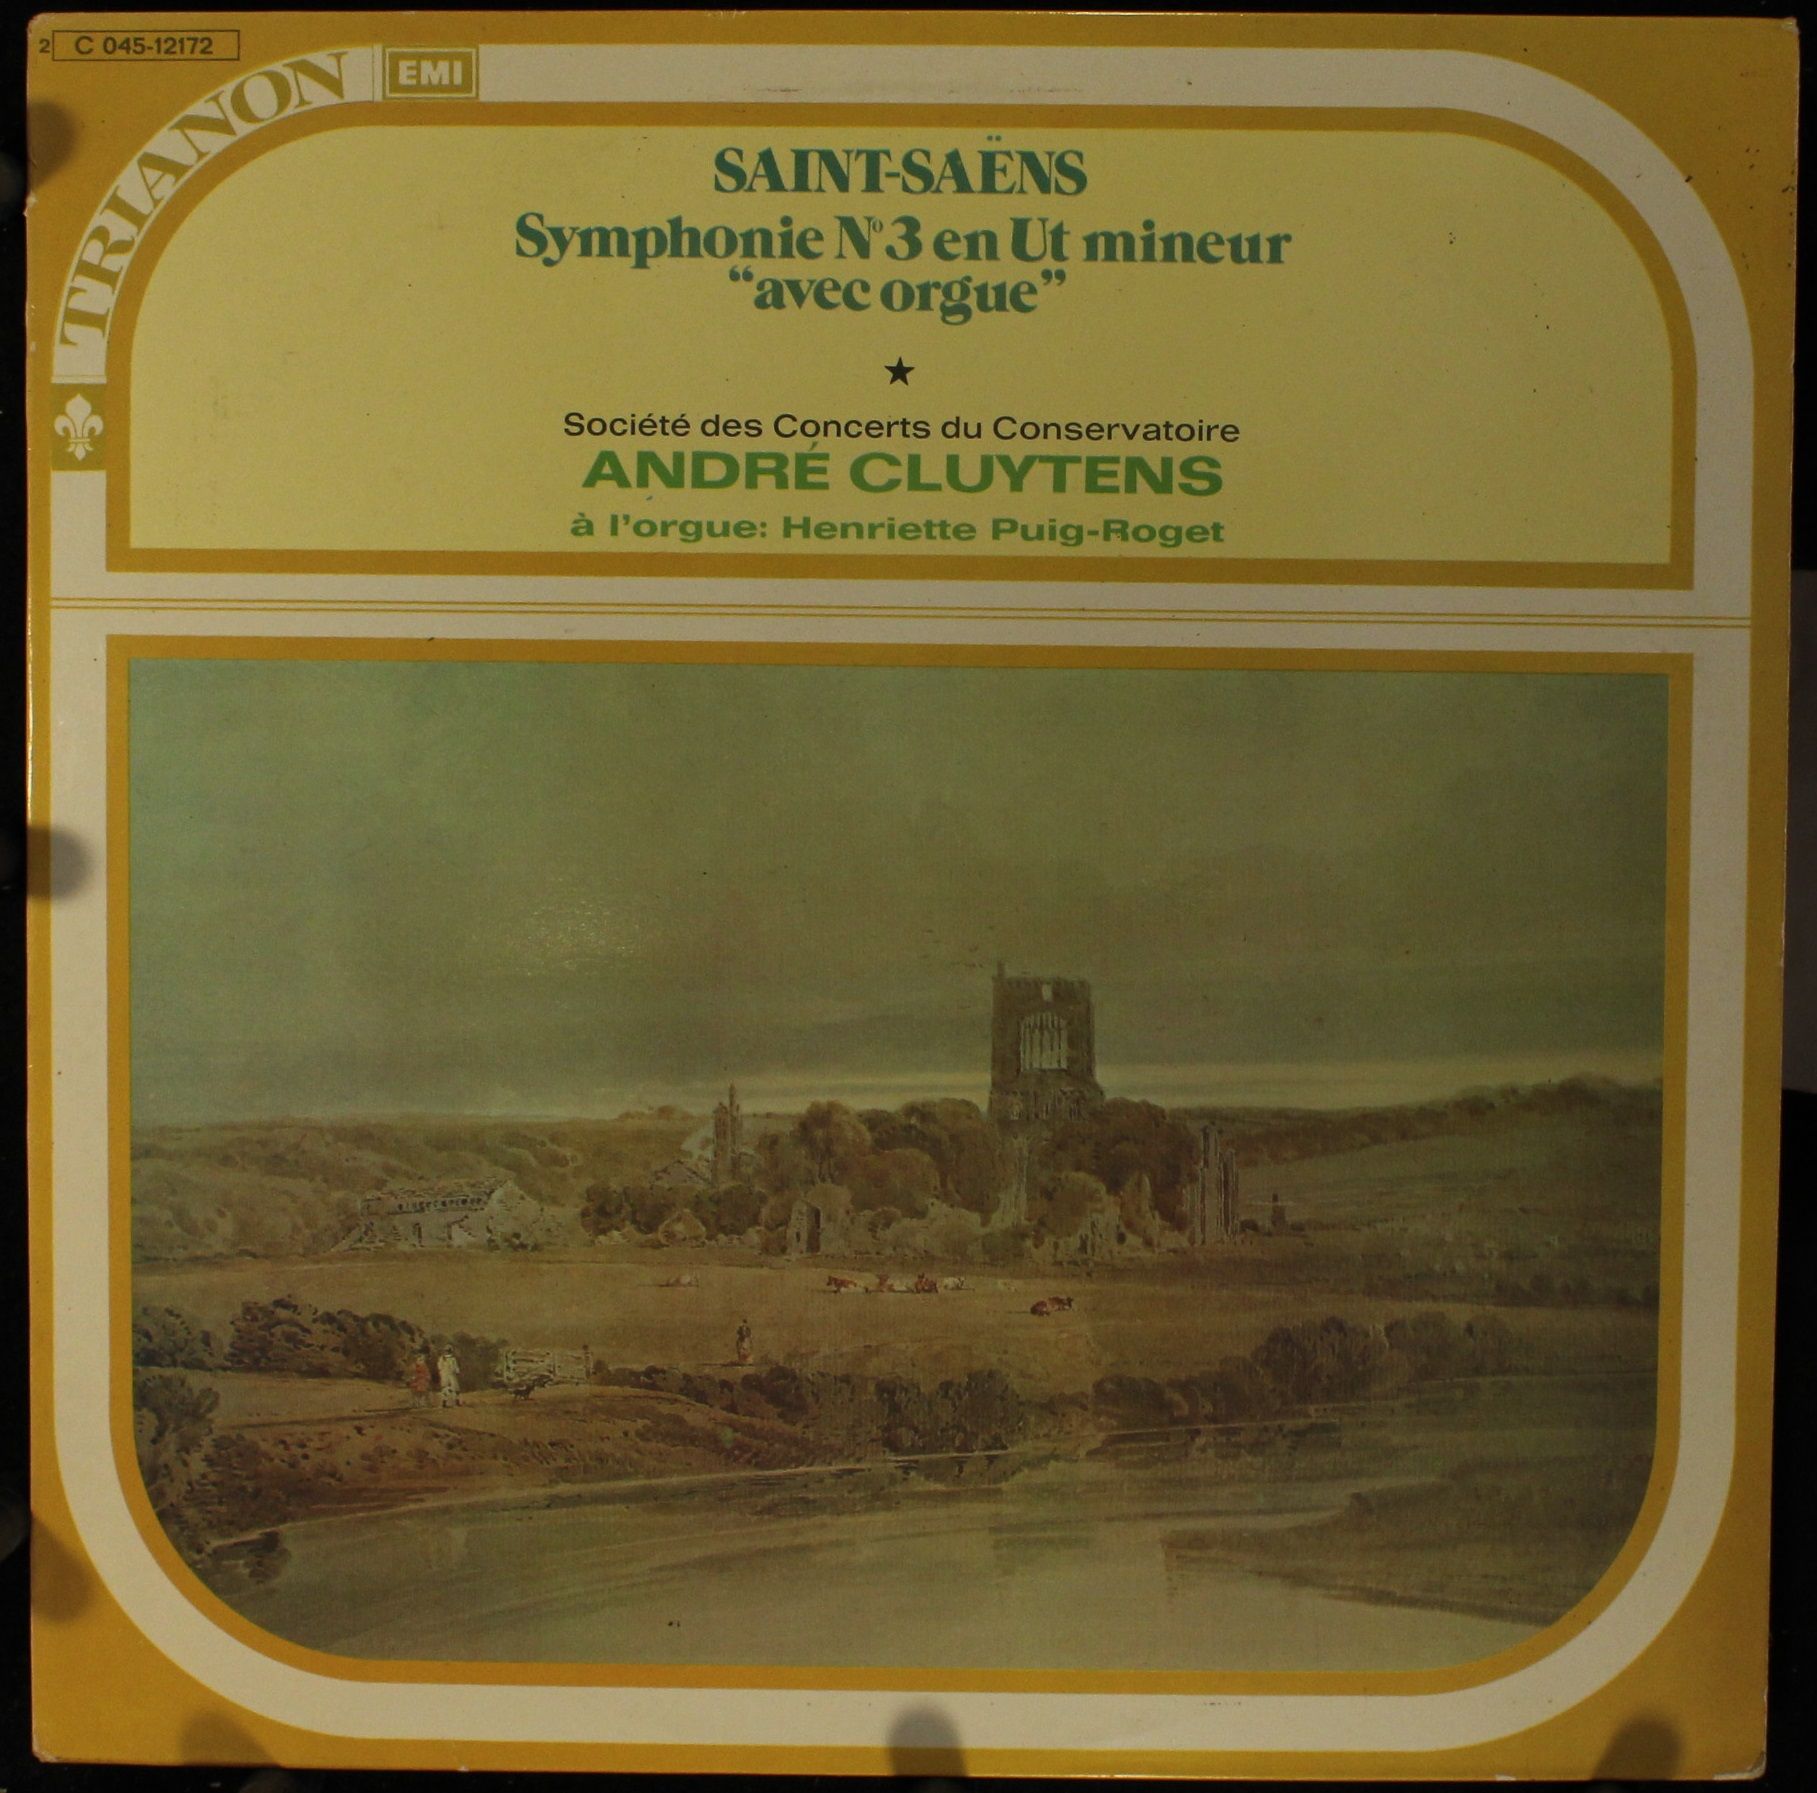 2 C 045-12172
TRIANON
EMI
SAINT-SAËNS
Symphonie Nº 3 en Ut mineur
“avec orgue”
Société des Concerts du Conservatoire
ANDRÉ CLUYTENS
à l'orgue: Henriette Puig-Roget